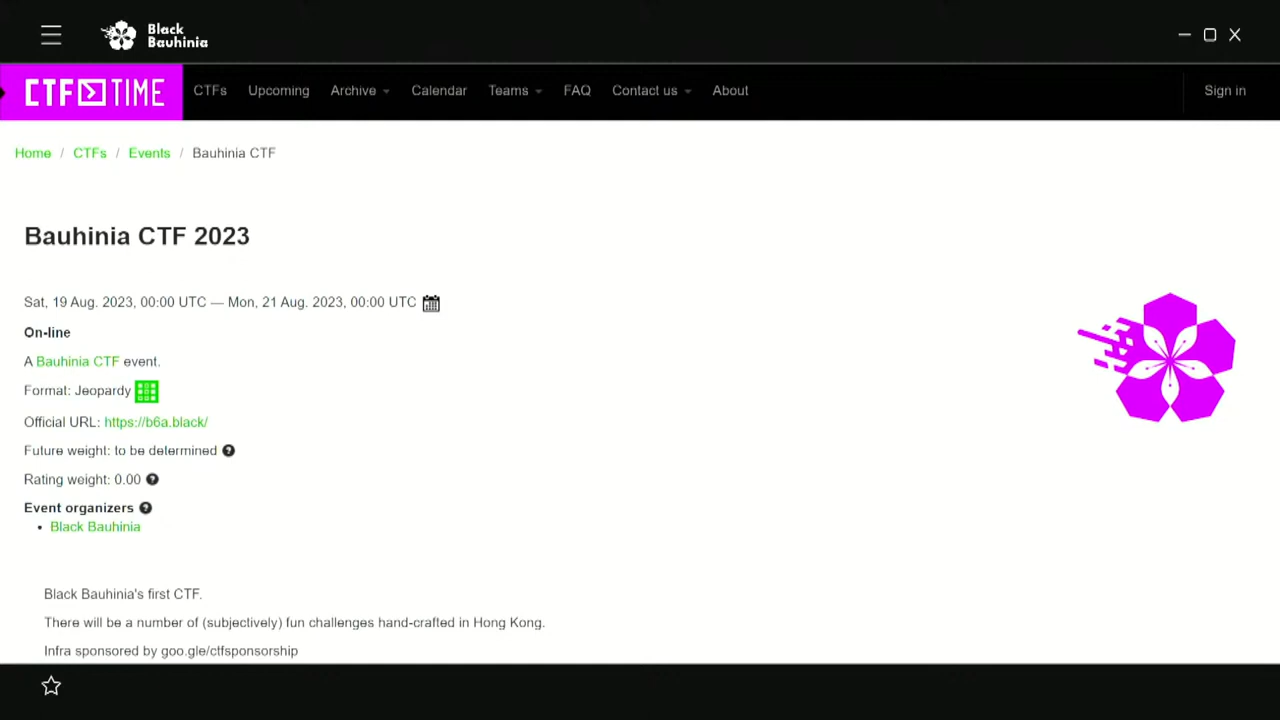 Black
Bauhinia
CTF TIME CTFs Upcoming Archive Calendar Teams FAQ Contact us About Sign in
Home / CTFs / Events / Bauhinia CTF
Bauhinia CTF 2023
Sat, 19 Aug. 2023, 00:00 UTC — Mon, 21 Aug. 2023, 00:00 UTC
On-line
A Bauhinia CTF event.
Format: Jeopardy
Official URL: https://b6a.black/
Future weight: to be determined ?
Rating weight: 0.00 ?
Event organizers ?
• Black Bauhinia
Black Bauhinia's first CTF.
There will be a number of (subjectively) fun challenges hand-crafted in Hong Kong.
Infra sponsored by goo.gle/ctfsponsorship